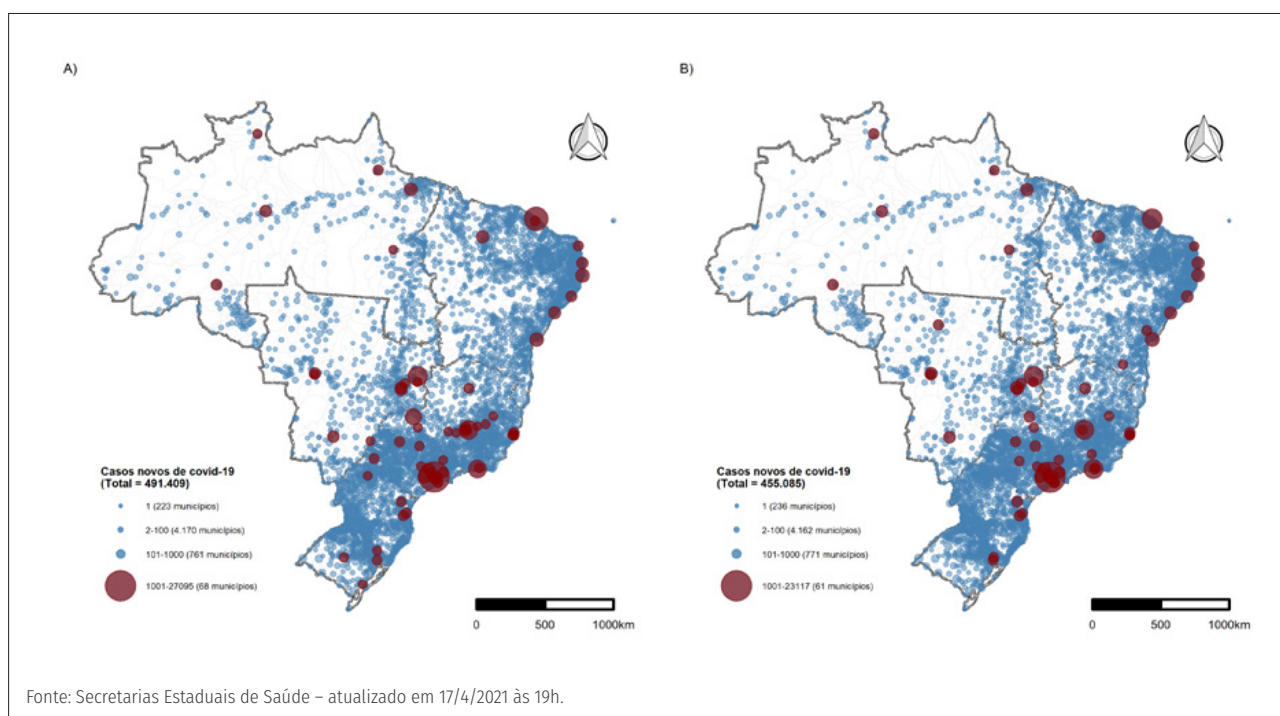 A)
Casos novos de covid-19
(Total = 491.409)
1 (223 municípios)
2-100 (4.170 municípios)
101-1000 (761 municípios)
1001-27095 (68 municípios)
0 500 1000km
B)
Casos novos de covid-19
(Total = 455.085)
1 (236 municípios)
2-100 (4.162 municípios)
101-1000 (771 municípios)
1001-23117 (61 municípios)
0 500 1000km
Fonte: Secretarias Estaduais de Saúde – atualizado em 17/4/2021 às 19h.